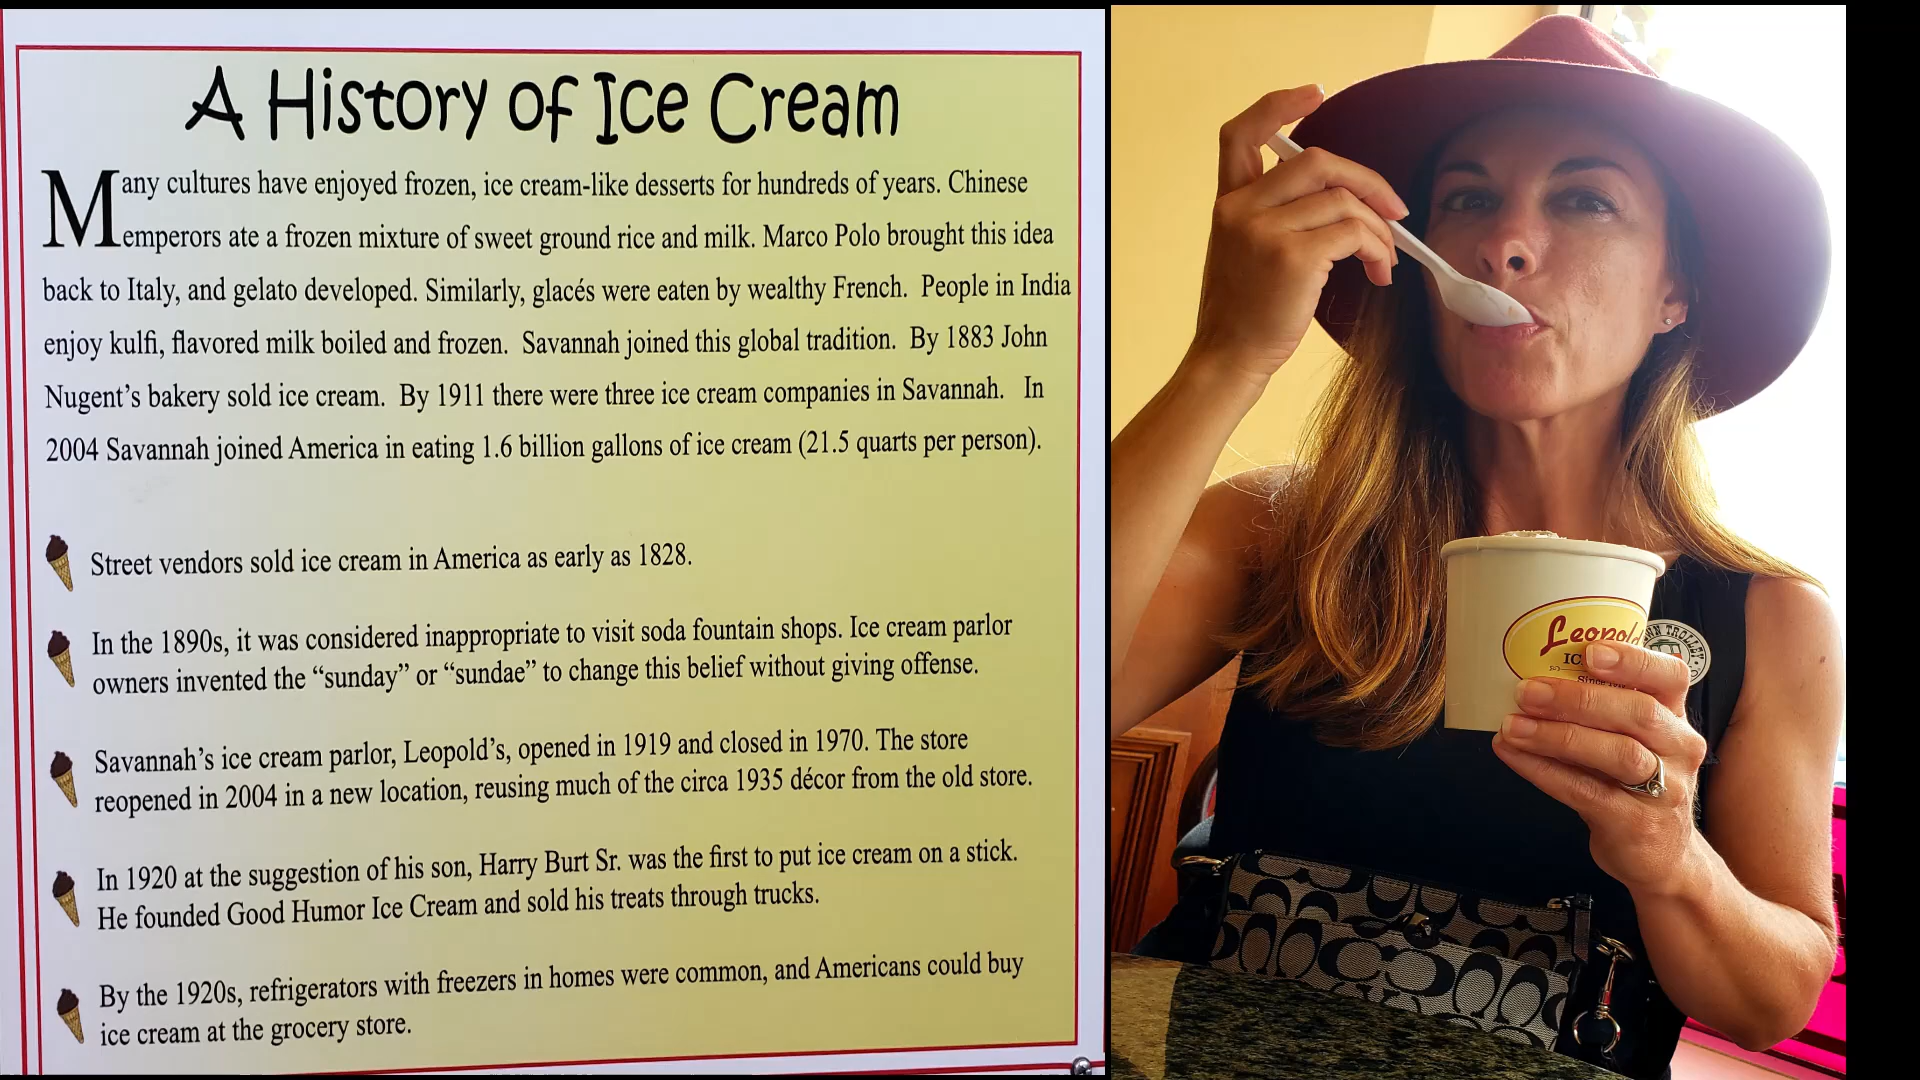 A History of Ice Cream
Many cultures have enjoyed frozen, ice cream-like desserts for hundreds of years. Chinese
emperors ate a frozen mixture of sweet ground rice and milk. Marco Polo brought this idea
back to Italy, and gelato developed. Similarly, glacés were eaten by wealthy French. People in India
enjoy kulfi, flavored milk boiled and frozen. Savannah joined this global tradition. By 1883 John
Nugent’s bakery sold ice cream. By 1911 there were three ice cream companies in Savannah. In
2004 Savannah joined America in eating 1.6 billion gallons of ice cream (21.5 quarts per person).
Street vendors sold ice cream in America as early as 1828.
In the 1890s, it was considered inappropriate to visit soda fountain shops. Ice cream parlor
owners invented the “sunday” or “sundae” to change this belief without giving offense.
Savannah’s ice cream parlor, Leopold’s, opened in 1919 and closed in 1970. The store
reopened in 2004 in a new location, reusing much of the circa 1935 décor from the old store.
In 1920 at the suggestion of his son, Harry Burt Sr. was the first to put ice cream on a stick.
He founded Good Humor Ice Cream and sold his treats through trucks.
By the 1920s, refrigerators with freezers in homes were common, and Americans could buy
ice cream at the grocery store.
Leopold
IC
Since
TROLLEY